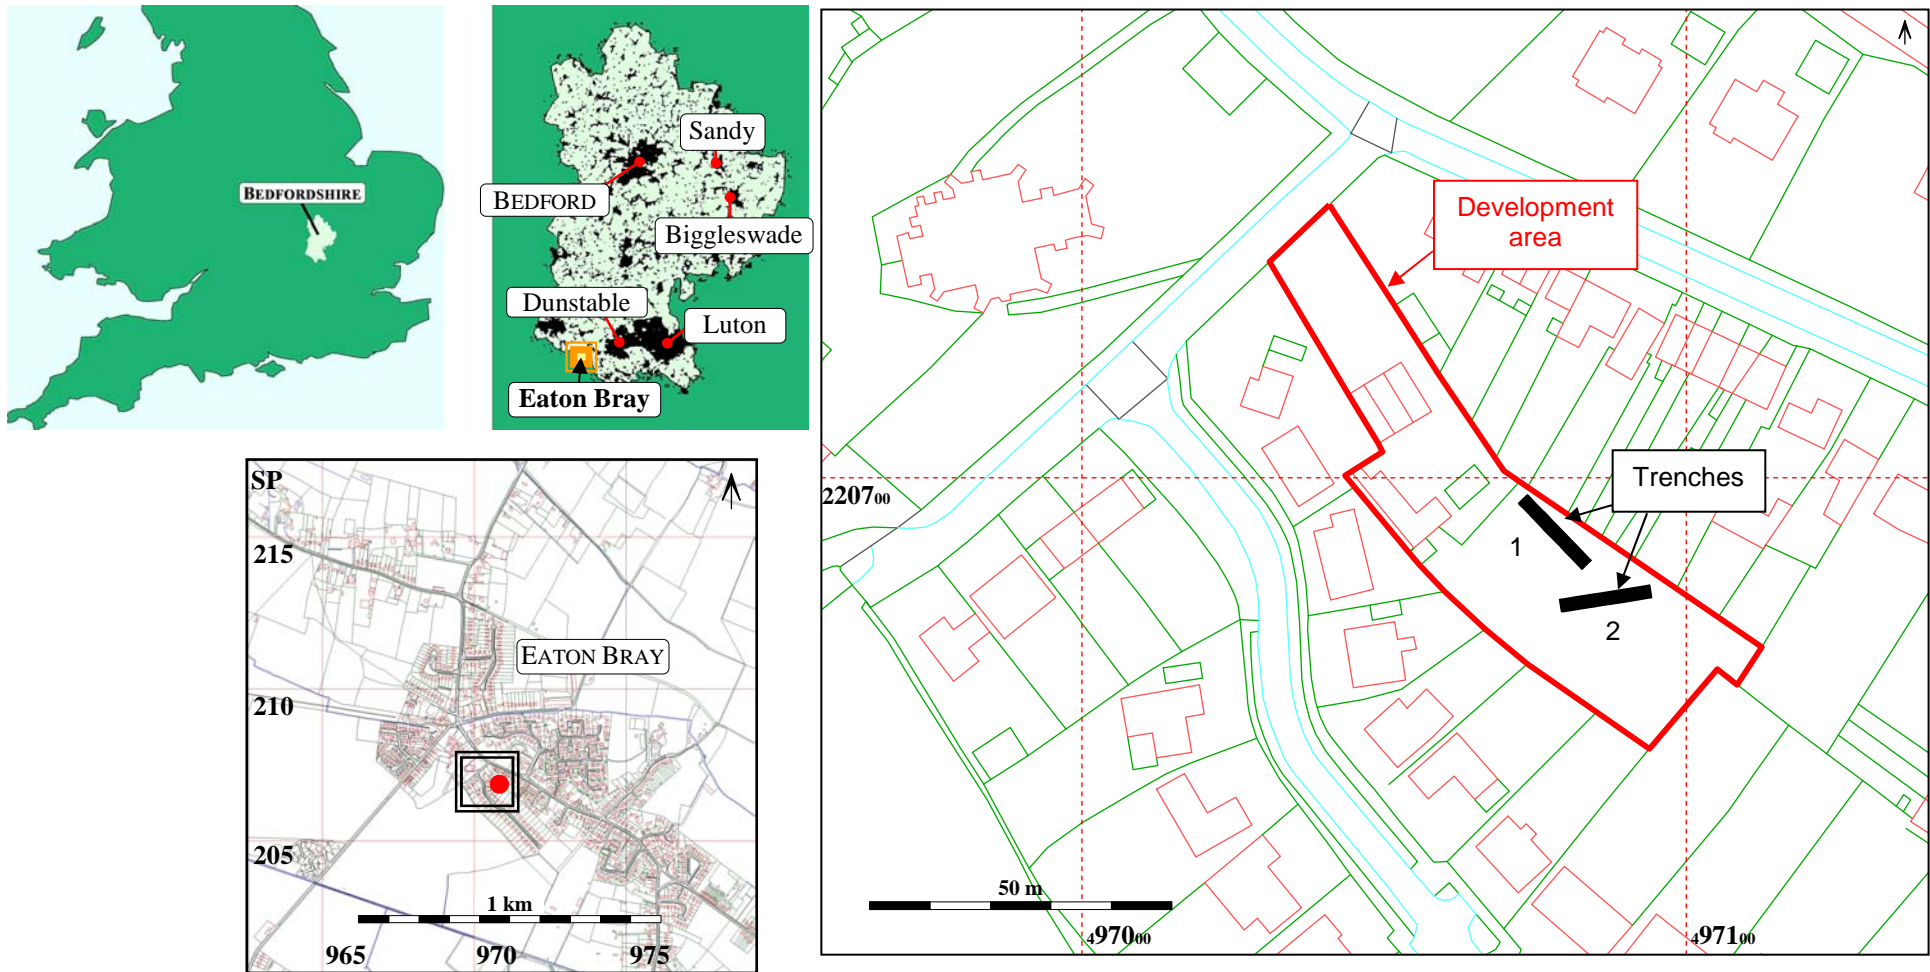 BEDFORDSHIRE
Sandy
BEDFORD
Biggleswade
Dunstable
Luton
Eaton Bray
SP
215
EATON BRAY
210
205
1 km
965
970
975
Development
area
220700
Trenches
1
2
50 m
497000
497100